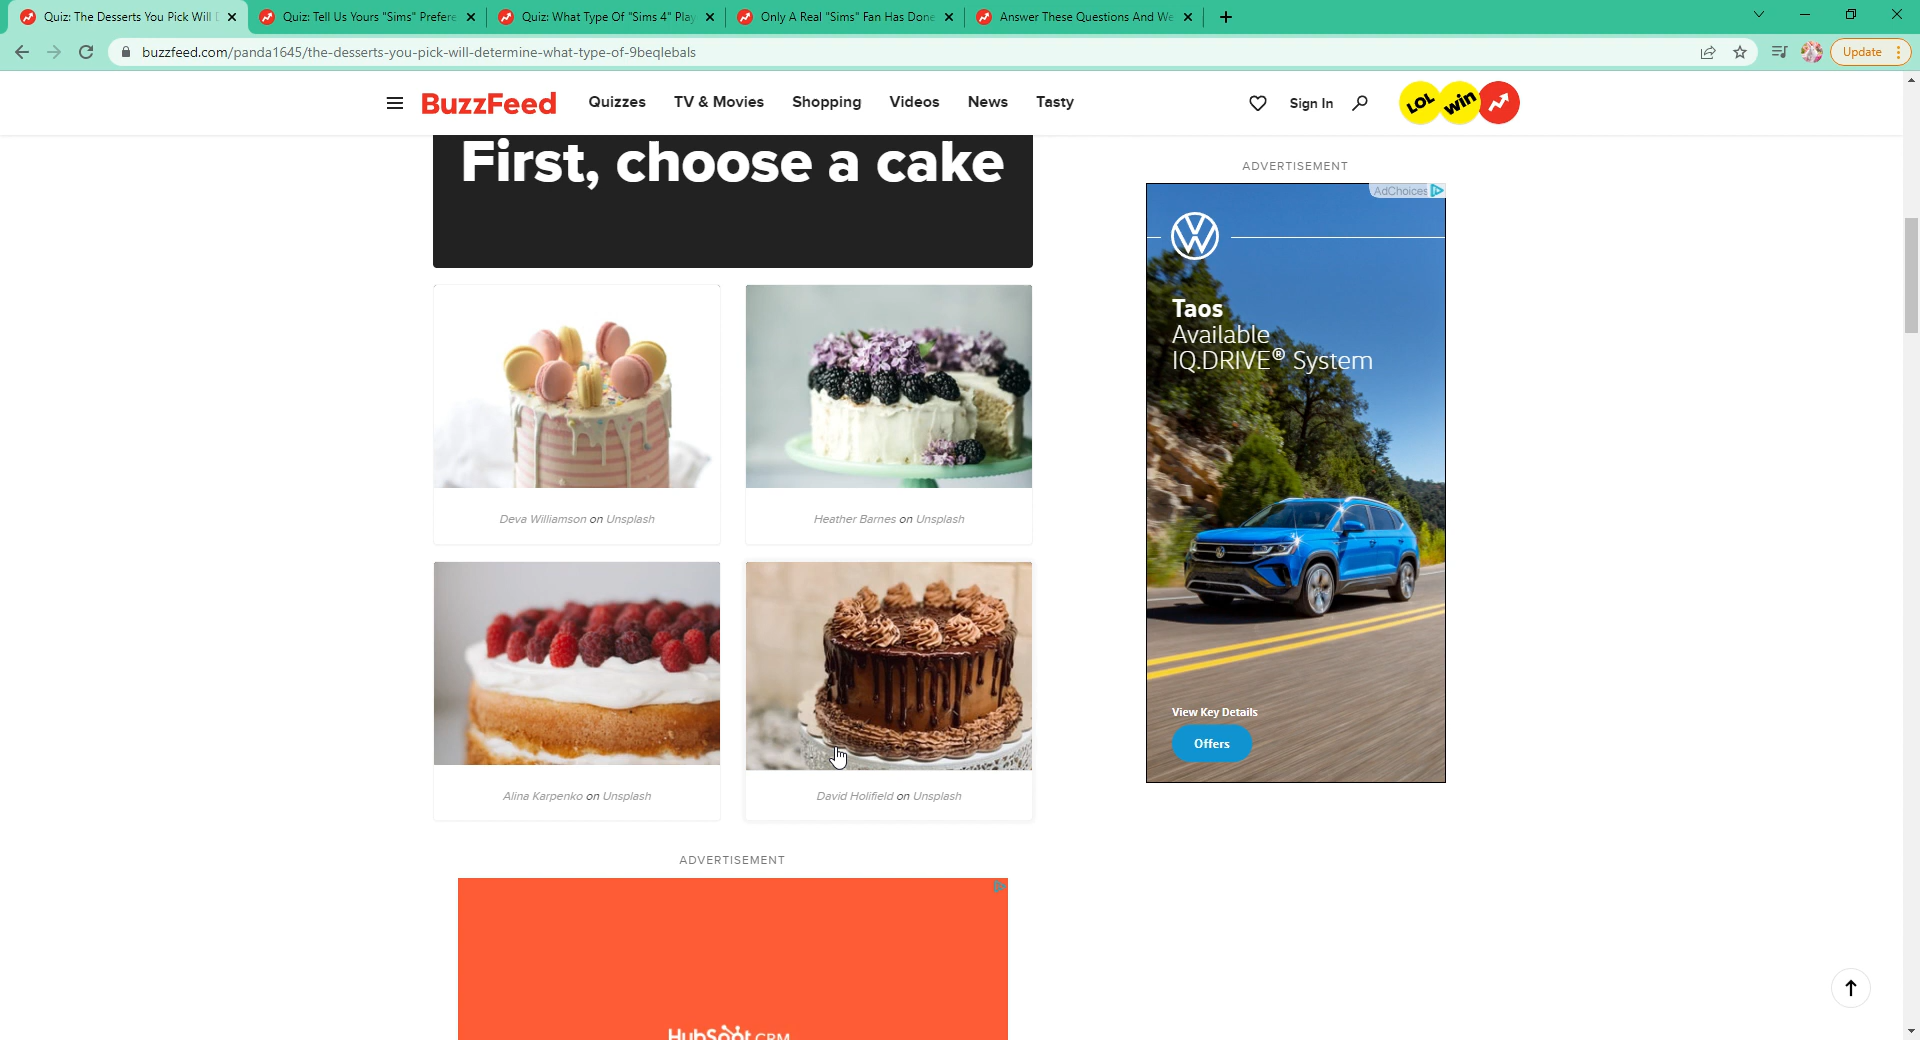 Quiz: The Desserts You Pick Will D
Quiz: Tell Us Yours "Sims" Prefere
Quiz: What Type Of "Sims 4" Play
Only A Real "Sims" Fan Has Done
Answer These Questions And We
buzzfeed.com/panda1645/the-desserts-you-pick-will-determine-what-type-of-9beqlebals
Update
BuzzFeed
Quizzes
TV & Movies
Shopping
Videos
News
Tasty
Sign In
LOL
win
First, choose a cake
Deva Williamson on Unsplash
Heather Barnes on Unsplash
Alina Karpenko on Unsplash
David Holifield on Unsplash
ADVERTISEMENT
HubSpot CRM
ADVERTISEMENT
AdChoices
Taos
Available
IQ.DRIVE® System
View Key Details
Offers